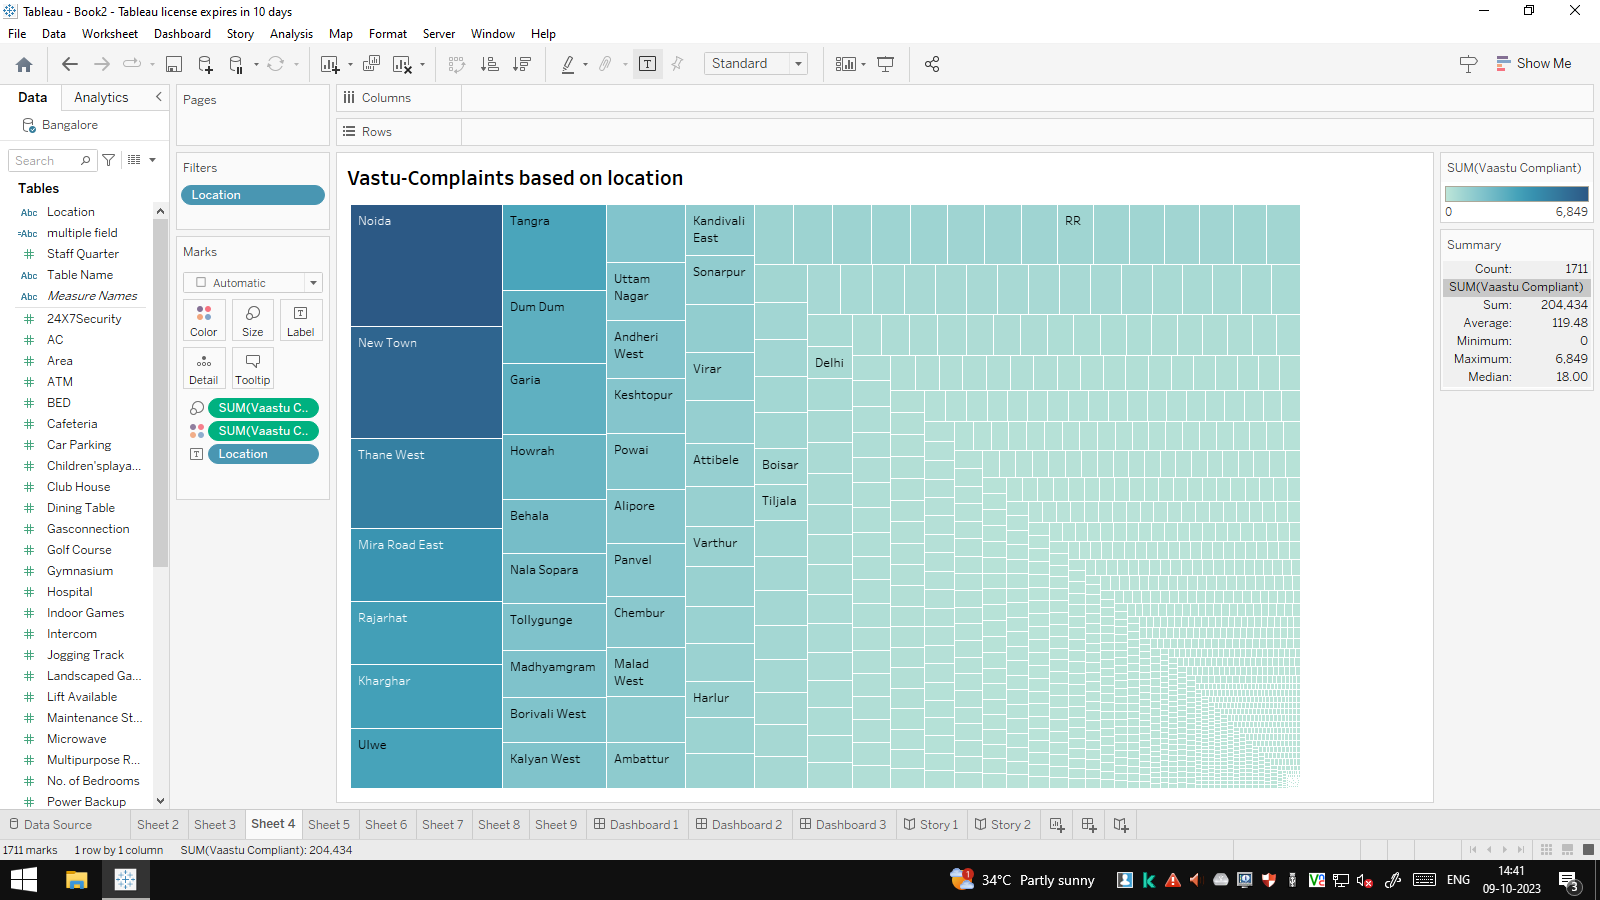 Tableau - Book2 - Tableau license expires in 10 days
File Data Worksheet Dashboard Story Analysis Map Format Server Window Help
Standard
Show Me
Data Analytics
Bangalore
Search
Tables
Abc Location
=Abc multiple field
Staff Quarter
Abc Table Name
Abc Measure Names
24X7Security
AC
Area
ATM
BED
Cafeteria
Car Parking
Children'splaya...
Club House
Dining Table
Gasconnection
Golf Course
Gymnasium
Hospital
Indoor Games
Intercom
Jogging Track
Landscaped Ga...
Lift Available
Maintenance St...
Microwave
Multipurpose R...
No. of Bedrooms
Power Backup
Pages
Filters
Location
Marks
Automatic
Color Size Label
Detail Tooltip
SUM(Vaastu C..
SUM(Vaastu C..
Location
Columns
Rows
Vastu-Complaints based on location
Noida
New Town
Thane West
Mira Road East
Rajarhat
Kharghar
Ulwe
Tangra
Dum Dum
Garia
Howrah
Behala
Nala Sopara
Tollygunge
Madhyamgram
Borivali West
Kalyan West
Uttam
Nagar
Andheri
West
Keshtopur
Powai
Alipore
Panvel
Chembur
Malad
West
Ambattur
Kandivali
East
Sonarpur
Virar
Attibele
Varthur
Harlur
Boisar
Tiljala
Delhi
RR
SUM(Vaastu Compliant)
0 6,849
Summary
Count: 1711
SUM(Vaastu Compliant)
Sum: 204,434
Average: 119.48
Minimum: 0
Maximum: 6,849
Median: 18.00
Data Source Sheet 2 Sheet 3 Sheet 4 Sheet 5 Sheet 6 Sheet 7 Sheet 8 Sheet 9 Dashboard 1 Dashboard 2 Dashboard 3 Story 1 Story 2
1711 marks 1 row by 1 column SUM(Vaastu Compliant): 204,434
1 34°C Partly sunny ENG 14:41
09-10-2023
3